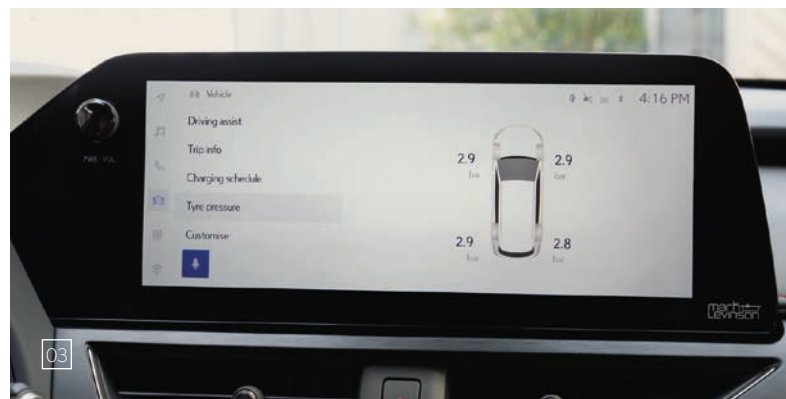 Vehicle
4:16 PM
Driving assist
Trip info
Charging schedule
Tyre pressure
Customise
2.9
bar
2.9
bar
2.9
bar
2.8
bar
PWR VOL
mark
Levinson
03